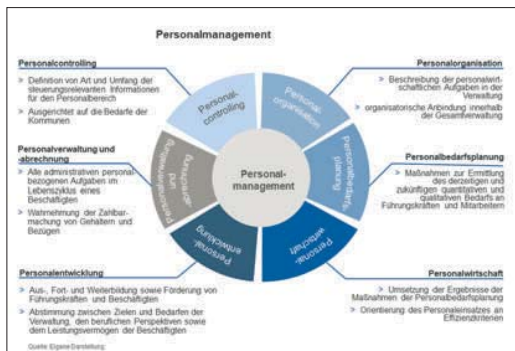 Personalmanagement
Personalcontrolling
> Definition von Art und Umfang der
steuerungsrelevanten Informationen
für den Personalbereich
> Ausgerichtet auf die Bedarfe der
Kommunen
Personalverwaltung und
-abrechnung
> Alle administrativen personal-
bezogenen Aufgaben im
Lebenszyklus eines
Beschäftigten
> Wahrnehmung der Zahlbar-
machung von Gehältern und
Bezügen
Personalentwicklung
> Aus-, Fort- und Weiterbildung sowie Förderung von
Führungskräften und Beschäftigten
> Abstimmung zwischen Zielen und Bedarfen der
Verwaltung, den beruflichen Perspektiven sowie
dem Leistungsvermögen der Beschäftigten
Personal-
controlling
Personal-
organisation
Personalbedarfs-
planung
Personal-
wirtschaft
Personal-
entwicklung
Personalverwaltung
und
-abrechnung
Personal-
management
Personalorganisation
> Beschreibung der personalwirt-
schaftlichen Aufgaben in der
Verwaltung
> organisatorische Anbindung innerhalb
der Gesamtverwaltung
Personalbedarfsplanung
> Maßnahmen zur Ermittlung
des derzeitigen und
zukünftigen quantitativen und
qualitativen Bedarfs an
Führungskräften und Mitarbeitern
Personalwirtschaft
> Umsetzung der Ergebnisse der
Maßnahmen der Personalbedarfsplanung
> Orientierung des Personaleinsatzes an
Effizienzkriterien
Quelle: Eigene Darstellung;